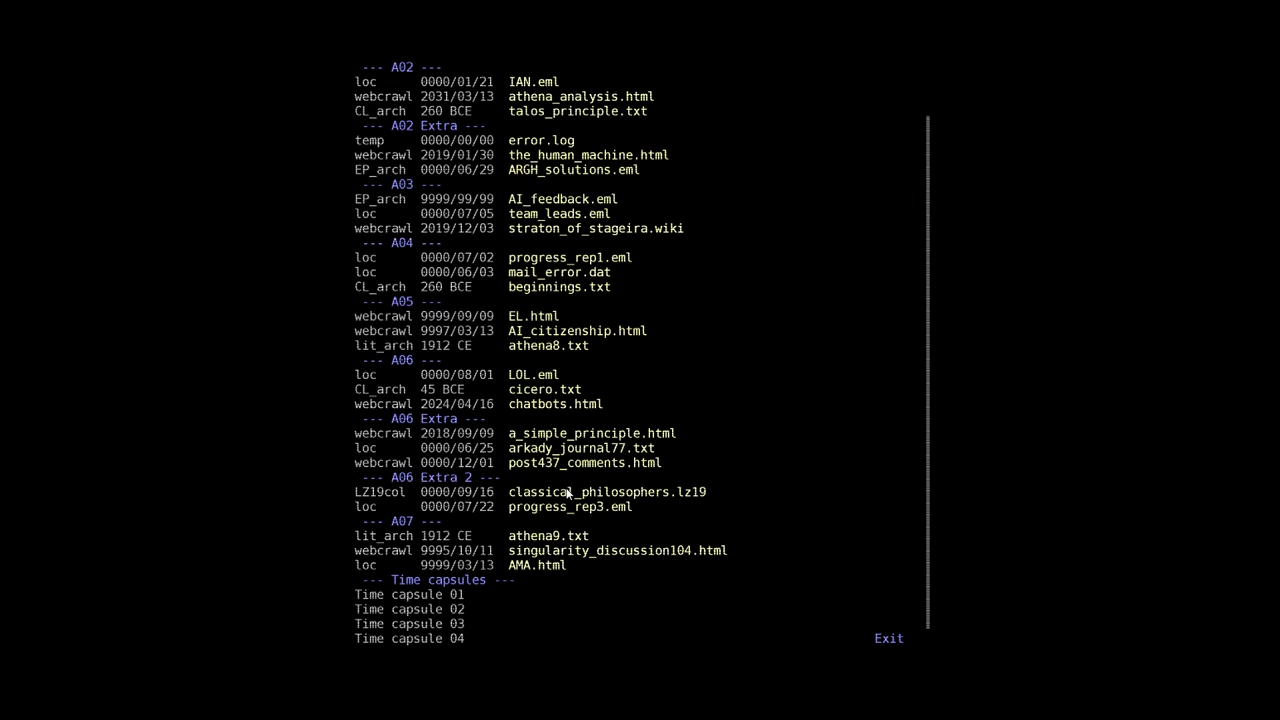 --- A02 ---
loc      0000/01/21  IAN.eml
webcrawl 2031/03/13  athena_analysis.html
CL_arch  260 BCE     talos_principle.txt
--- A02 Extra ---
temp     0000/00/00  error.log
webcrawl 2019/01/30  the_human_machine.html
EP_arch  0000/06/29  ARGH_solutions.eml
--- A03 ---
EP_arch  9999/99/99  AI_feedback.eml
loc      0000/07/05  team_leads.eml
webcrawl 2019/12/03  straton_of_stageira.wiki
--- A04 ---
loc      0000/07/02  progress_rep1.eml
loc      0000/06/03  mail_error.dat
CL_arch  260 BCE     beginnings.txt
--- A05 ---
webcrawl 9999/09/09  EL.html
webcrawl 9997/03/13  AI_citizenship.html
lit_arch 1912 CE     athena8.txt
--- A06 ---
loc      0000/08/01  LOL.eml
CL_arch  45 BCE      cicero.txt
webcrawl 2024/04/16  chatbots.html
--- A06 Extra ---
webcrawl 2018/09/09  a_simple_principle.html
loc      0000/06/25  arkady_journal77.txt
webcrawl 0000/12/01  post437_comments.html
--- A06 Extra 2 ---
LZ19col  0000/09/16  classical_philosophers.lz19
loc      0000/07/22  progress_rep3.eml
--- A07 ---
lit_arch 1912 CE     athena9.txt
webcrawl 9995/10/11  singularity_discussion104.html
loc      9999/03/13  AMA.html
--- Time capsules ---
Time capsule 01
Time capsule 02
Time capsule 03
Time capsule 04
Exit